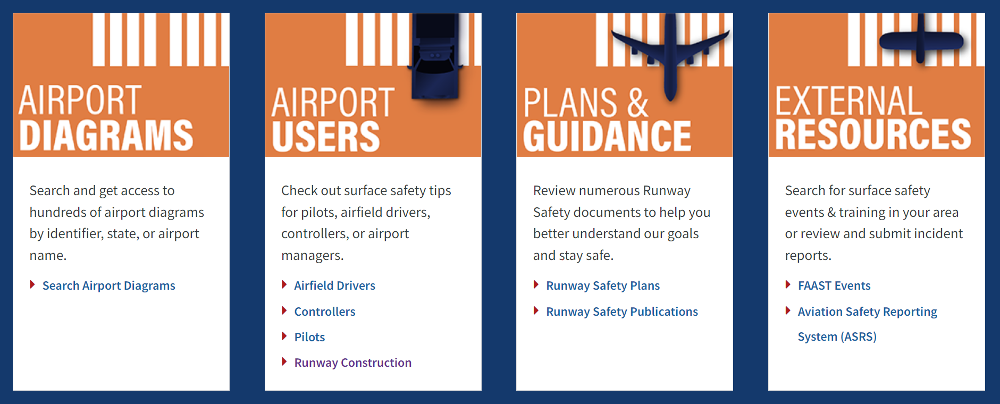 AIRPORT
DIAGRAMS
Search and get access to
hundreds of airport diagrams
by identifier, state, or airport
name.
Search Airport Diagrams
AIRPORT
USERS
Check out surface safety tips
for pilots, airfield drivers,
controllers, or airport
managers.
Airfield Drivers
Controllers
Pilots
Runway Construction
PLANS &
GUIDANCE
Review numerous Runway
Safety documents to help you
better understand our goals
and stay safe.
Runway Safety Plans
Runway Safety Publications
EXTERNAL
RESOURCES
Search for surface safety
events & training in your area
or review and submit incident
reports.
FAAST Events
Aviation Safety Reporting
System (ASRS)